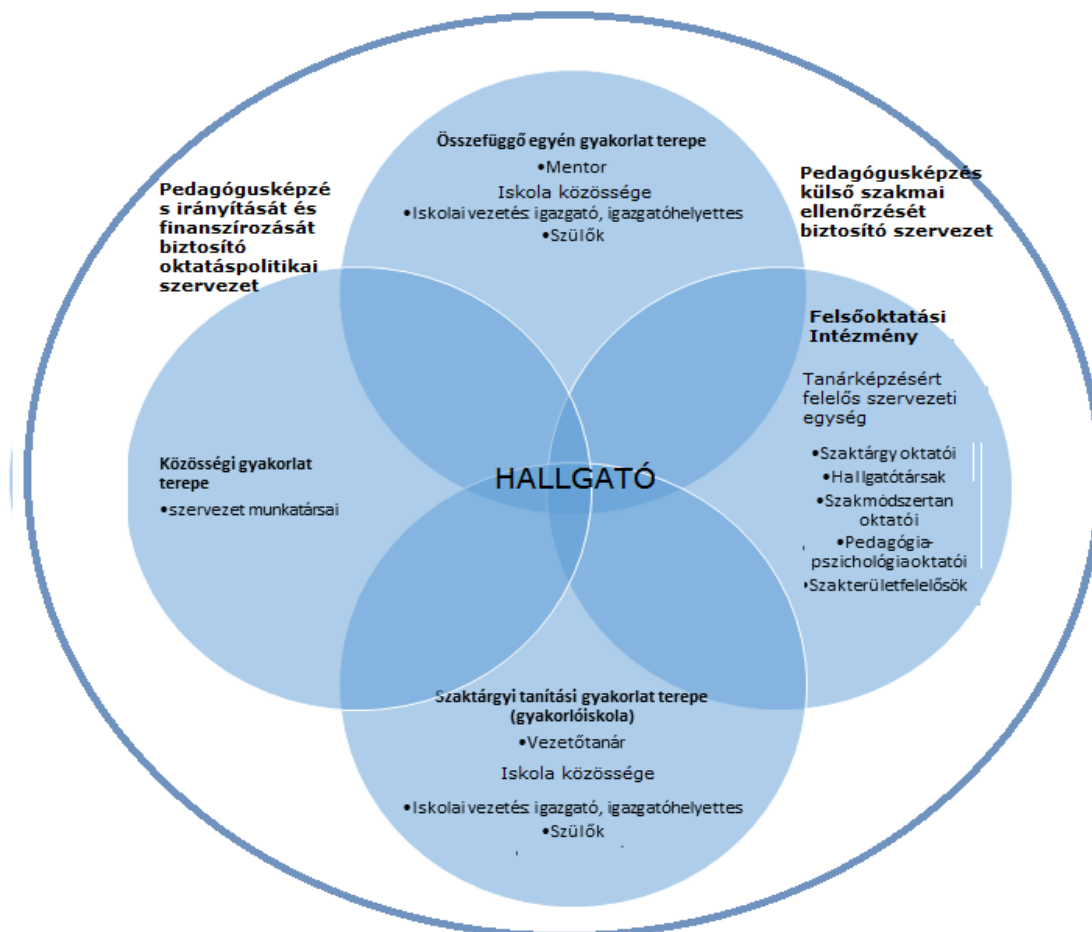 Összefüggő egyén gyakorlat terepe
•Mentor
Iskola közössége
•Iskolai vezetés: igazgató, igazgatóhelyettes
•Szülők
Pedagógusképzé
s irányítását és
finanszírozását
biztosító
oktatáspolitikai
szervezet
Pedagógusképzés
külső szakmai
ellenőrzését
biztosító szervezet
Felsőoktatási
Intézmény
Tanárképzésért
felelős szervezeti
egység
•Szaktárgy oktatói
•Hallgatótársak
•Szakmódszertan
oktatói
•Pedagógia-
pszichológiaoktatói
•Szakterületfelelősök
Közösségi gyakorlat
terepe
•szervezet munkatársai
HALLGATÓ
Szaktárgyi tanítási gyakorlat terepe
(gyakorlóiskola)
•Vezetőtanár
Iskola közössége
•Iskolai vezetés: igazgató, igazgatóhelyettes
•Szülők